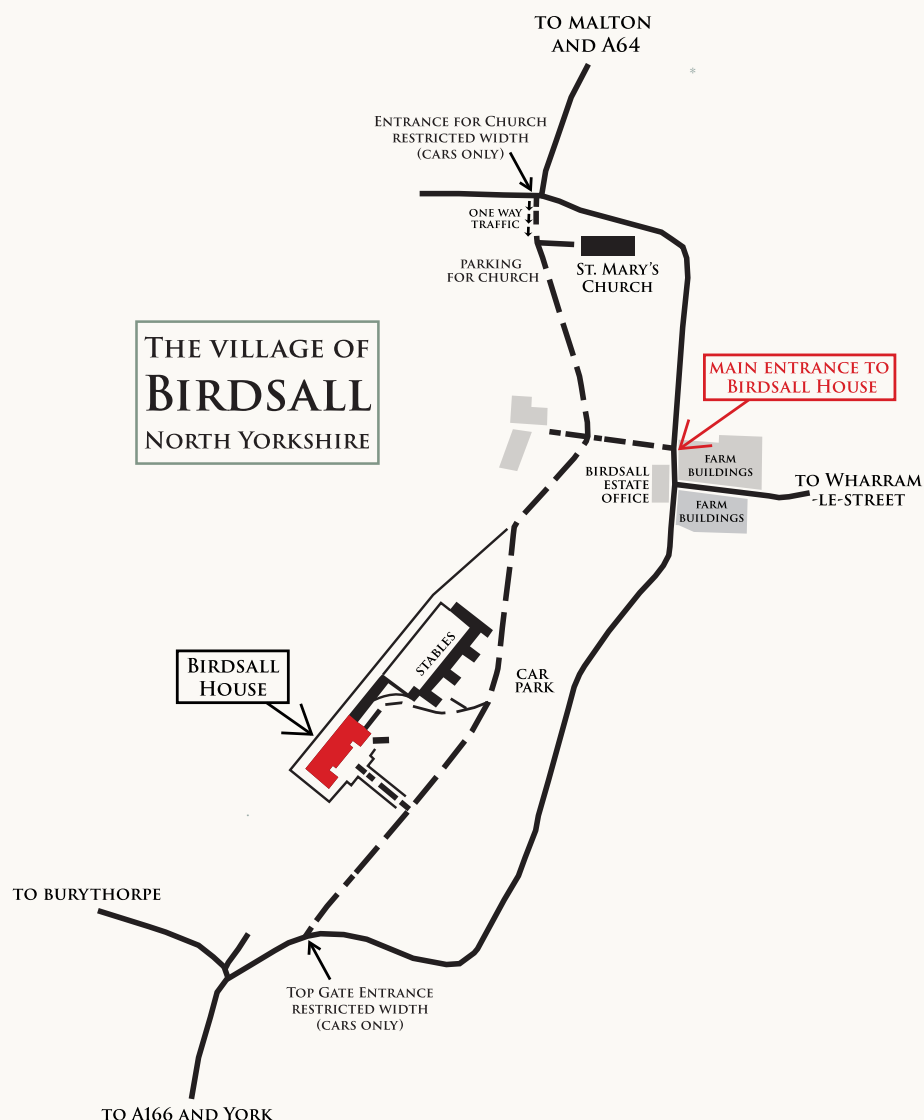 TO MALTON
AND A64
*
ENTRANCE FOR CHURCH
RESTRICTED WIDTH
(CARS ONLY)
ONE WAY
TRAFFIC
PARKING
FOR CHURCH
ST. MARY'S
CHURCH
THE VILLAGE OF
BIRDSALL
NORTH YORKSHIRE
MAIN ENTRANCE TO
BIRDSALL HOUSE
FARM
BUILDINGS
BIRDSALL
ESTATE
OFFICE
TO WHARRAM
-LE-STREET
FARM
BUILDINGS
STABLES
BIRDSALL
HOUSE
CAR
PARK
TO BURYTHORPE
TOP GATE ENTRANCE
RESTRICTED WIDTH
(CARS ONLY)
TO A166 AND YORK